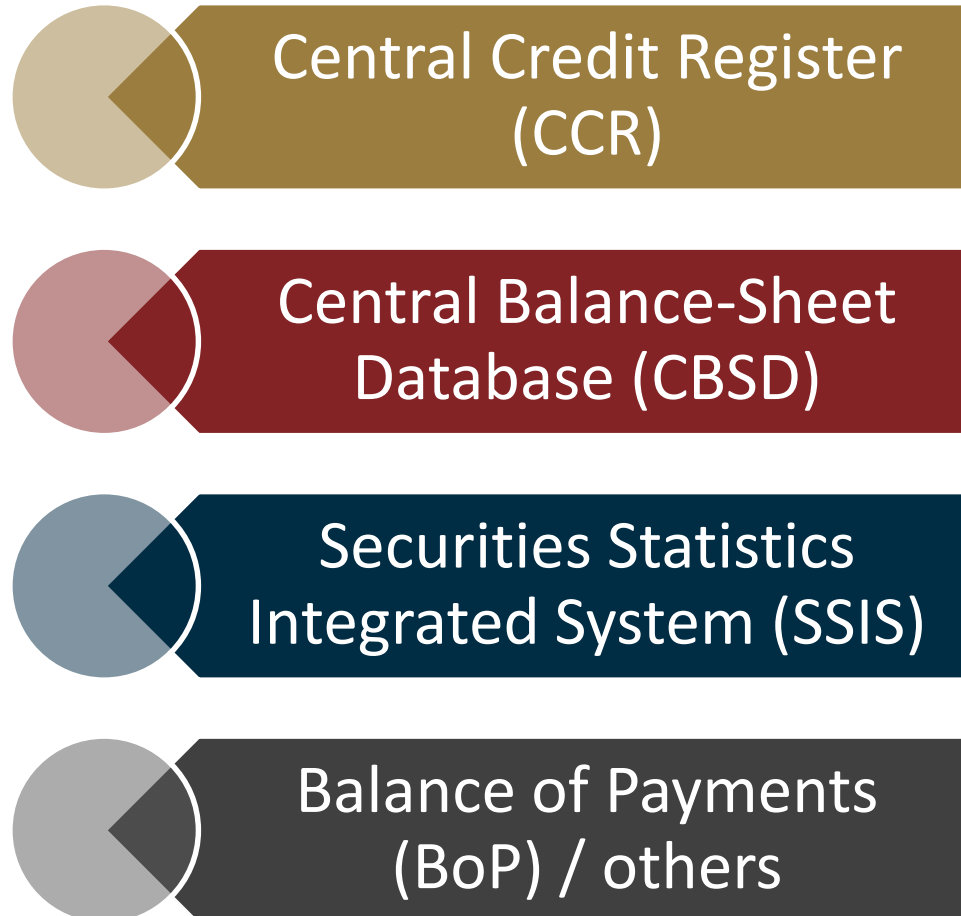 Central Credit Register
(CCR)
Central Balance-Sheet
Database (CBSD)
Securities Statistics
Integrated System (SSIS)
Balance of Payments
(BoP) / others